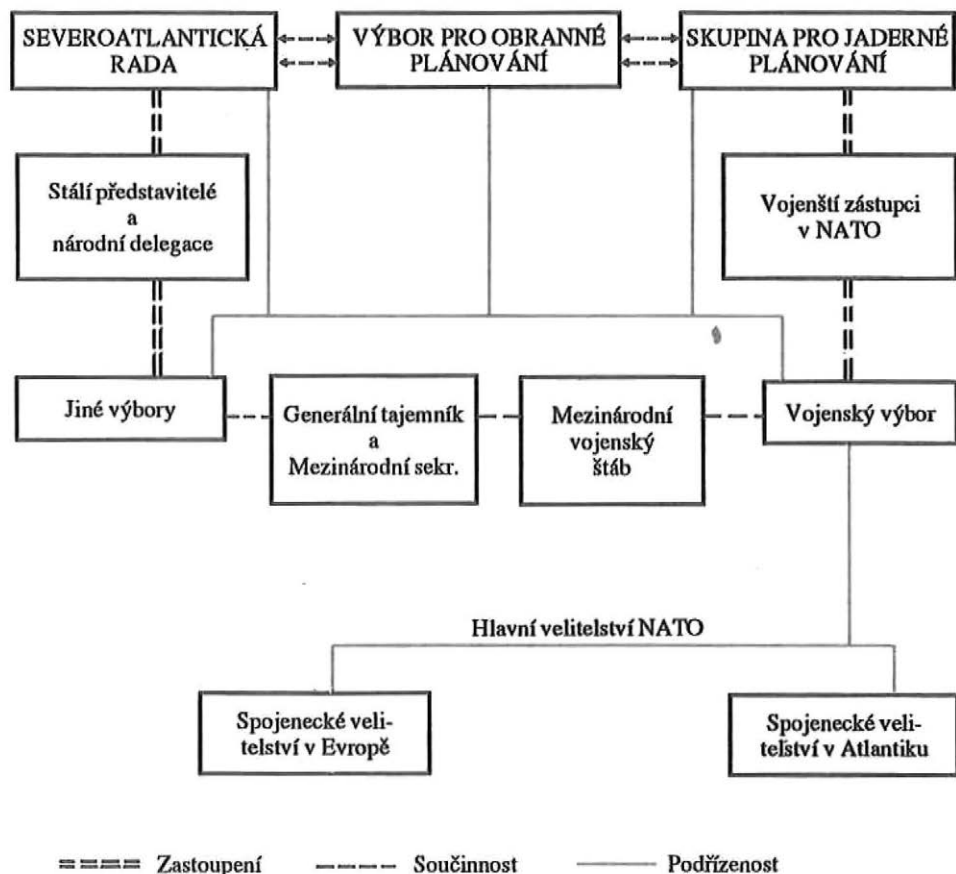 SEVEROATLANTICKÁ
RADA
VÝBOR PRO OBRANNÉ
PLÁNOVÁNÍ
SKUPINA PRO JADERNÉ
PLÁNOVÁNÍ
Stálí představitelé
a
národní delegace
Vojenští zástupci
v NATO
Jiné výbory
Generální tajemník
a
Mezinárodní sekr.
Mezinárodní
vojenský
štáb
Vojenský výbor
Hlavní velitelství NATO
Spojenecké veli-
telství v Evropě
Spojenecké veli-
telství v Atlantiku
Zastoupení
Součinnost
Podřízenost